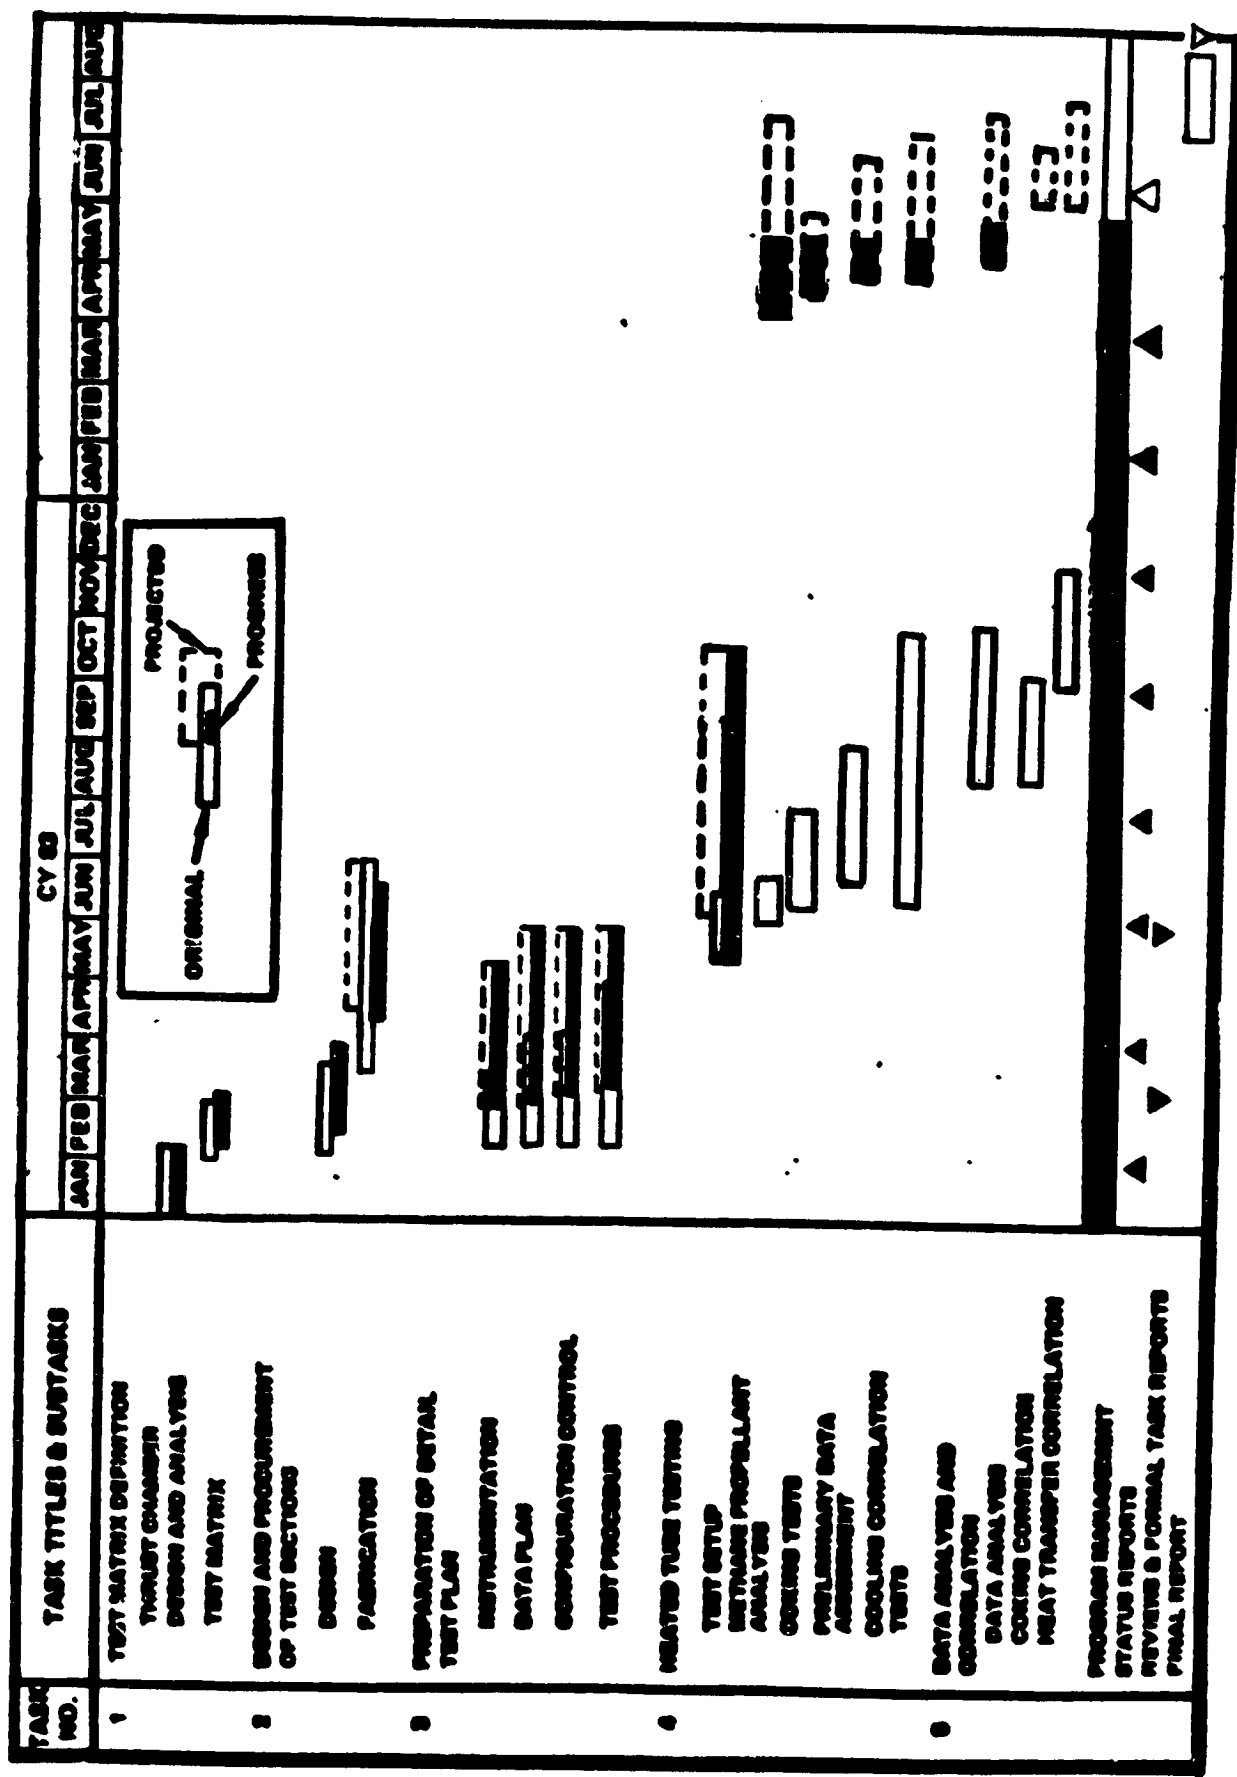 TASK NO.
TASK TITLES & SUBTASKS
CY 83
JAN FEB MAR APR MAY JUN JUL AUG SEP OCT NOV DEC JAN FEB MAR APR MAY JUN JUL AUG
ORIGINAL
PROJECTED
PROGRESS
1 TEST MATRIX DEFINITION
THRUST CHAMBER
DESIGN AND ANALYSIS
TEST MATRIX
2 DESIGN AND PROCUREMENT
OF TEST SECTIONS
DESIGN
FABRICATION
3 PREPARATION OF DETAIL
TEST PLAN
INSTRUMENTATION
DATA PLAN
CONFIGURATION CONTROL
TEST PROCEDURES
4 HEATED TUBE TESTING
TEST SETUP
METHANE PROPELLANT
ANALYSIS
COKING TESTS
PRELIMINARY DATA
ASSESSMENT
COOLING CORRELATION
TESTS
5 DATA ANALYSIS AND
CORRELATION
DATA ANALYSIS
COKING CORRELATION
HEAT TRANSFER CORRELATION
PROGRAM MANAGEMENT
STATUS REPORTS
REVIEWS & FORMAL TASK REPORTS
FINAL REPORT